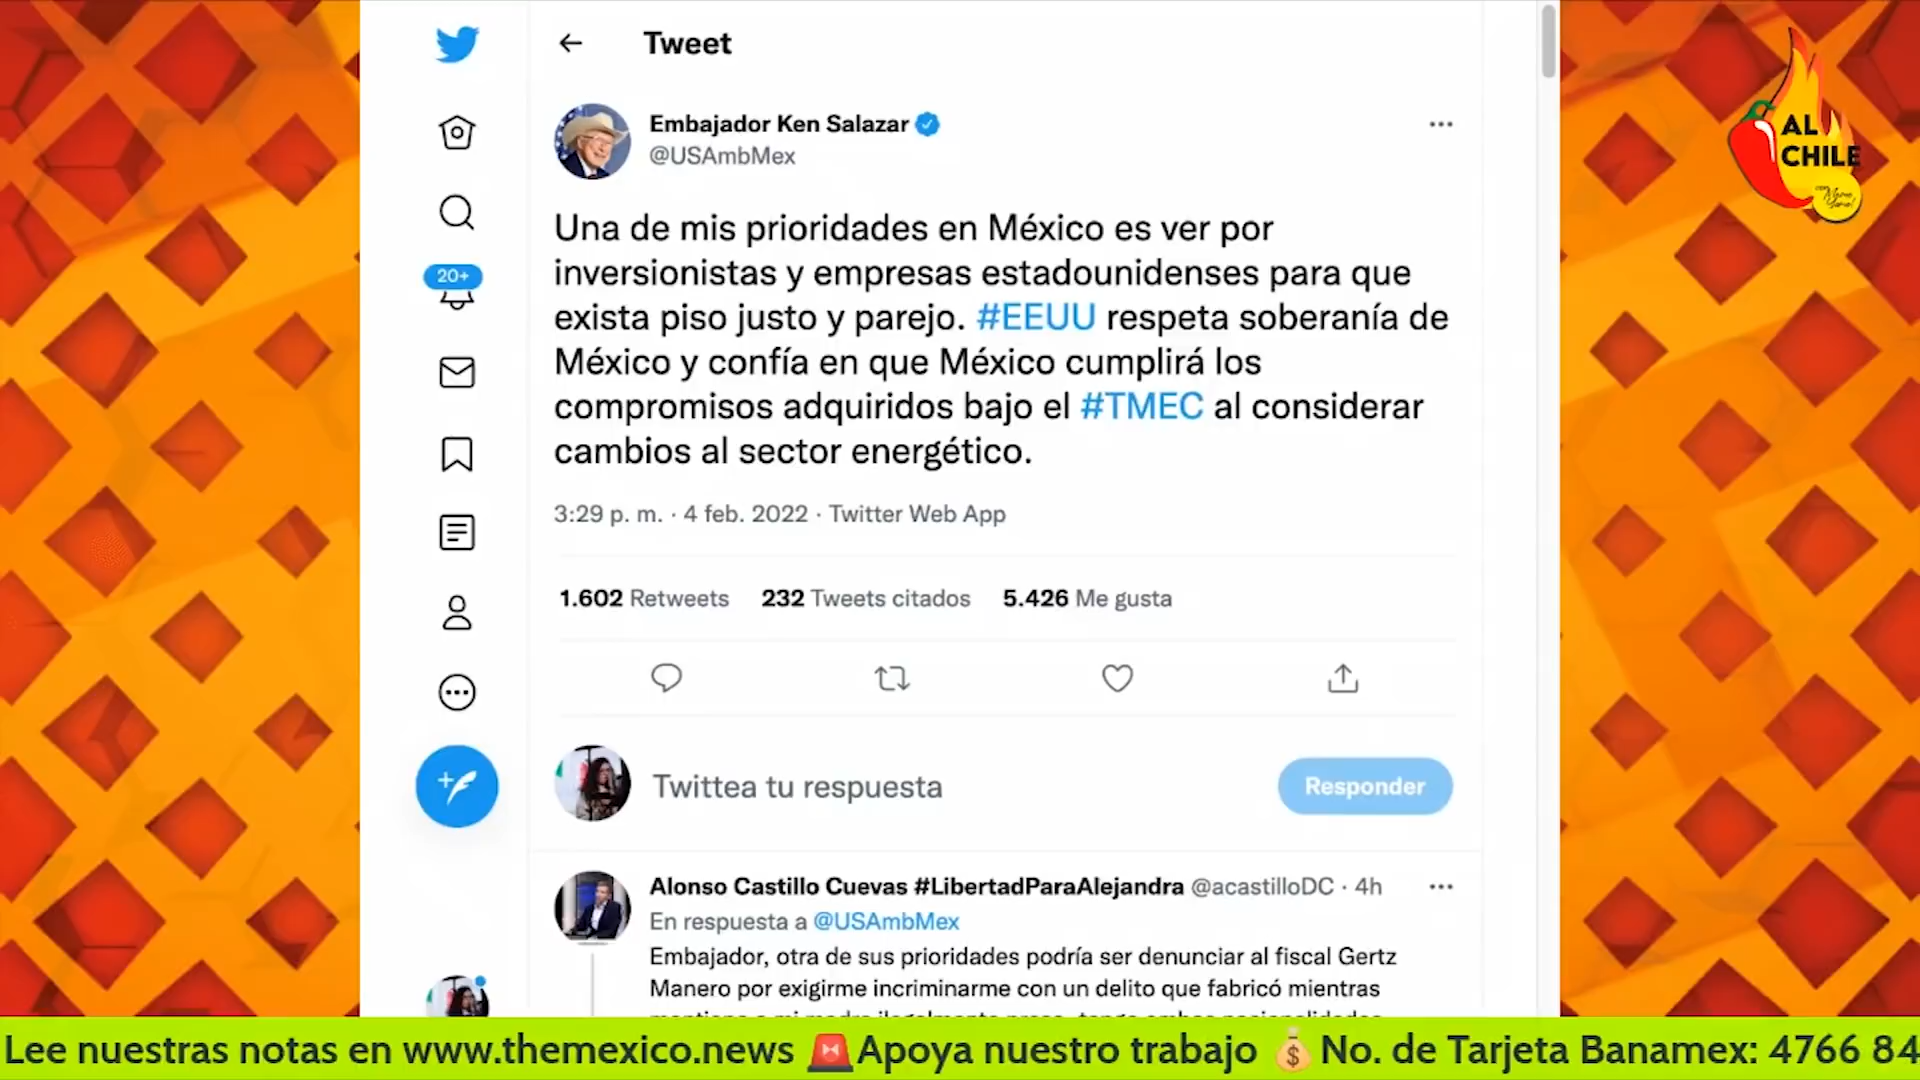 Tweet
Embajador Ken Salazar
@USAmbMex
Una de mis prioridades en México es ver por
inversionistas y empresas estadounidenses para que
exista piso justo y parejo. #EEUU respeta soberanía de
México y confía en que México cumplirá los
compromisos adquiridos bajo el #TMEC al considerar
cambios al sector energético.
3:29 p. m. · 4 feb. 2022 · Twitter Web App
1.602 Retweets 232 Tweets citados 5.426 Me gusta
20+
Twittea tu respuesta
Responder
Alonso Castillo Cuevas #LibertadParaAlejandra @acastilloDC · 4h
En respuesta a @USAmbMex
Embajador, otra de sus prioridades podría ser denunciar al fiscal Gertz
Manero por exigirme incriminarme con un delito que fabricó mientras
AL
CHILE
Lee nuestras notas en www.themexico.news 🚨Apoya nuestro trabajo 💰No. de Tarjeta Banamex: 4766 84